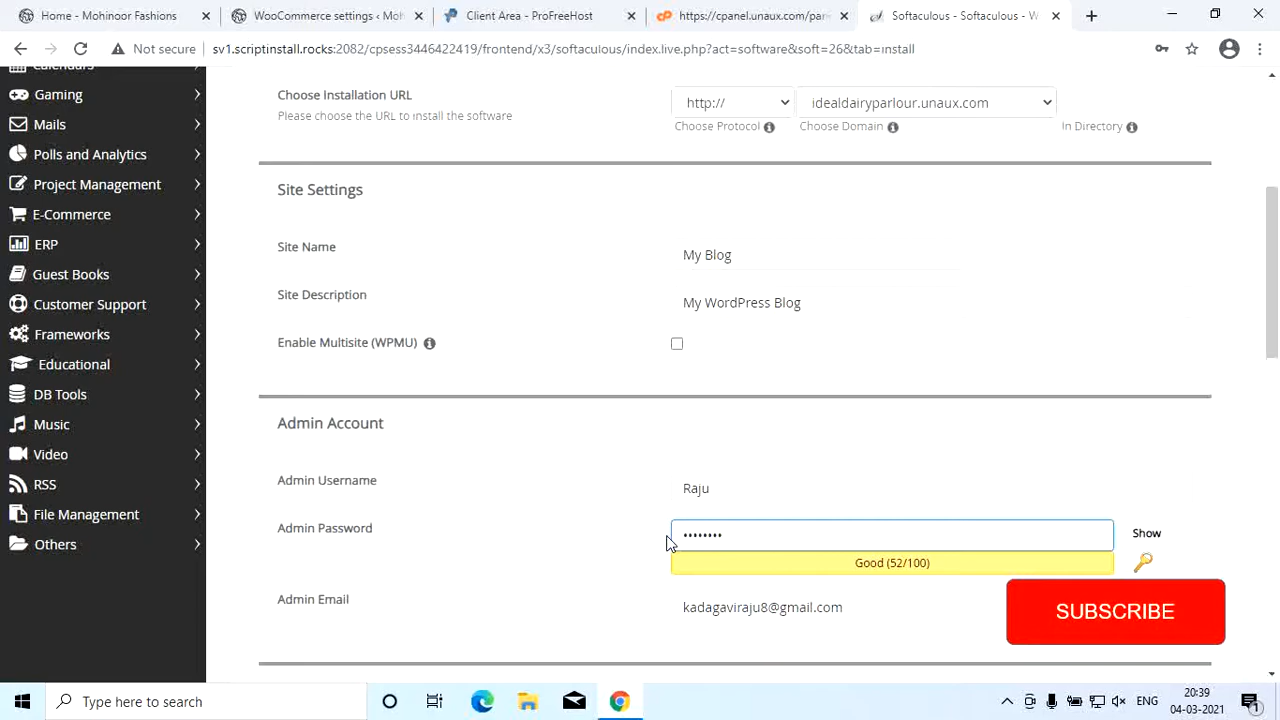 Home - Mohinoor Fashions
WooCommerce settings ‹ Mol
Client Area - ProFreeHost
https://cpanel.unaux.com/pan
Softaculous - Softaculous - W
Not secure
sv1.scriptinstall.rocks:2082/cpsess3446422419/frontend/x3/softaculous/index.live.php?act=software&soft=26&tab=install
Calendars
Gaming
Mails
Polls and Analytics
Project Management
E-Commerce
ERP
Guest Books
Customer Support
Frameworks
Educational
DB Tools
Music
Video
RSS
File Management
Others
Choose Installation URL
Please choose the URL to install the software
http://
idealdairyparlour.unaux.com
Choose Protocol
Choose Domain
In Directory
Site Settings
Site Name
My Blog
Site Description
My WordPress Blog
Enable Multisite (WPMU)
Admin Account
Admin Username
Raju
Admin Password
••••••••
Show
Good (52/100)
Admin Email
kadagaviraju8@gmail.com
SUBSCRIBE
Type here to search
ENG
20:39
04-03-2021
1